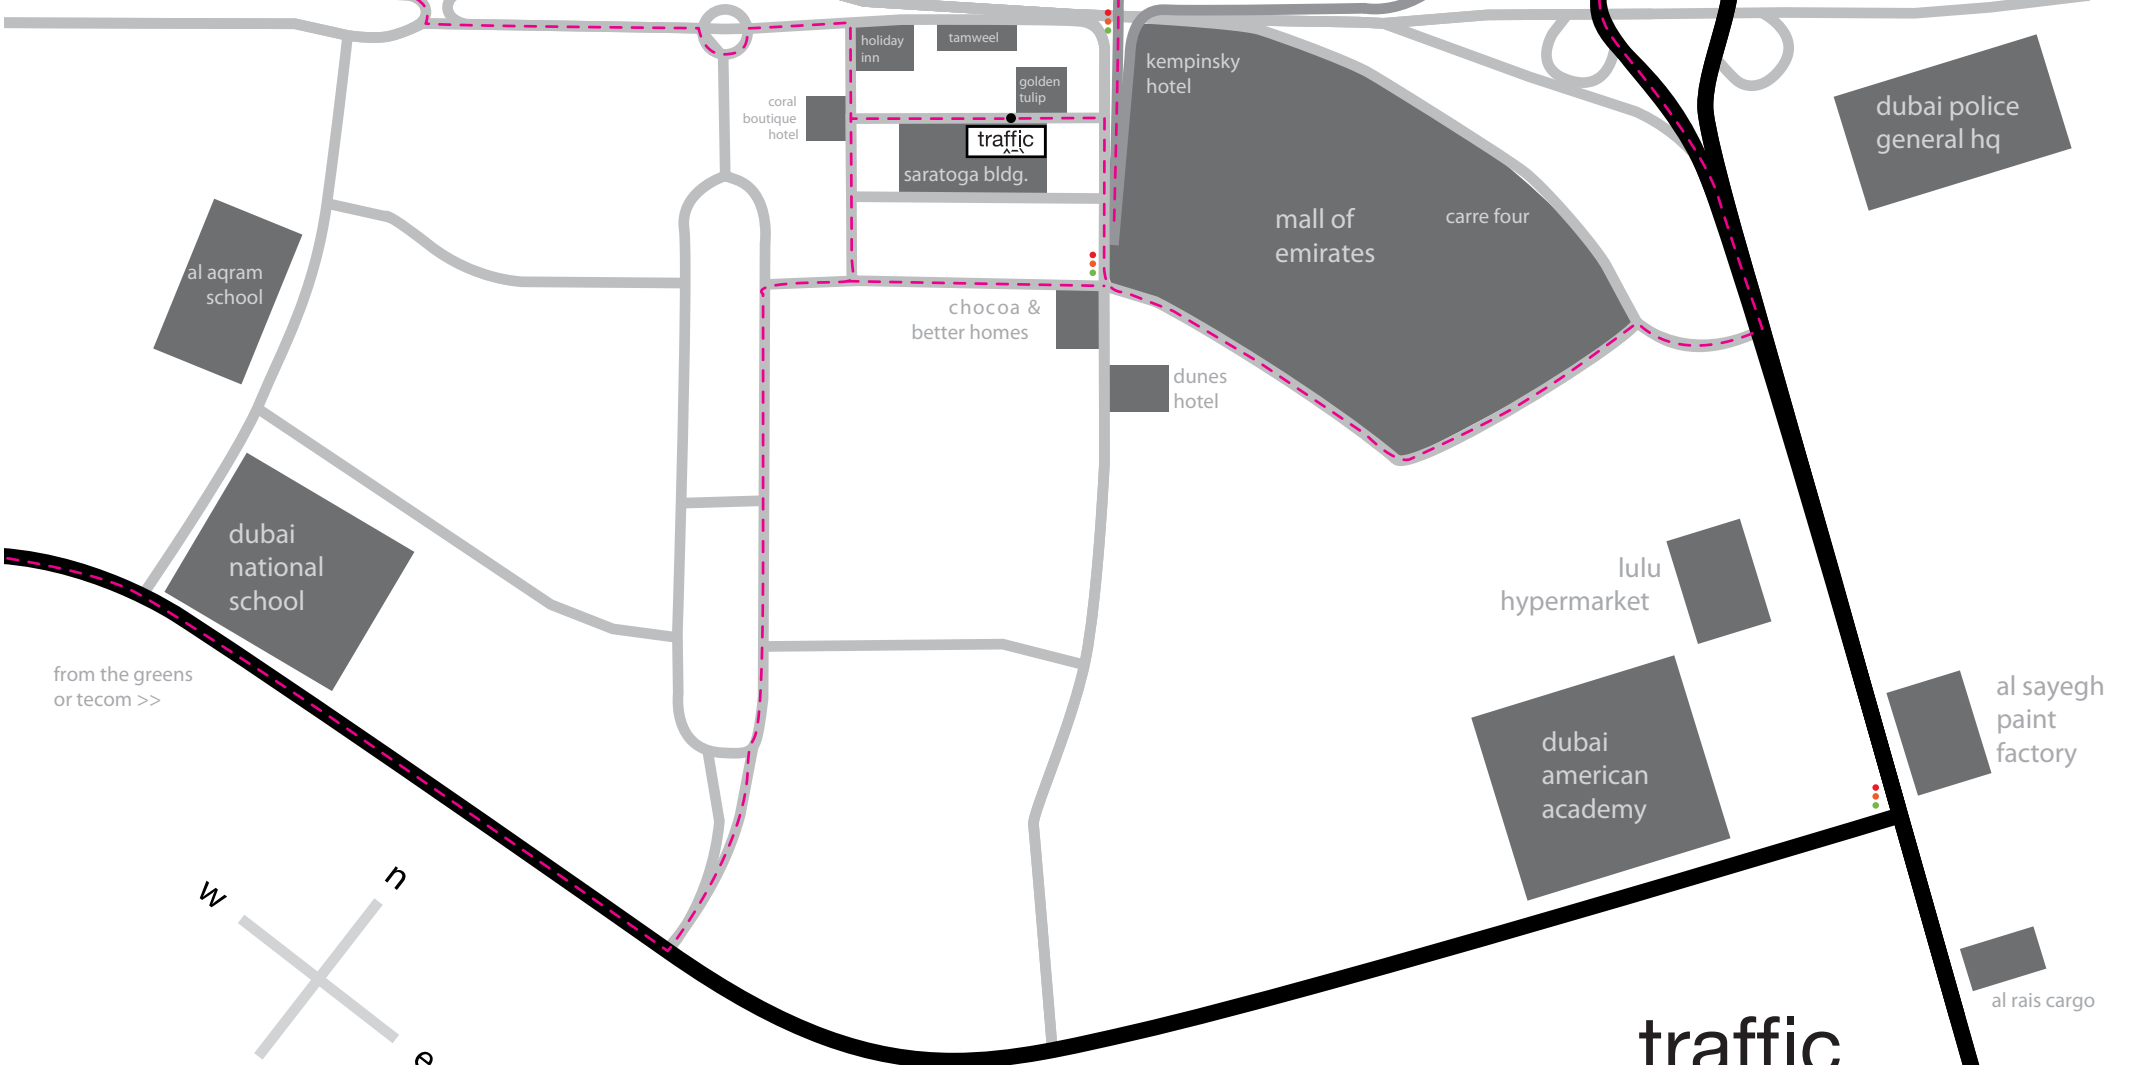 holiday
inn
tamweel
golden
tulip
coral
boutique
hotel
traffic
saratoga bldg.
kempinsky
hotel
mall of
emirates
carre four
dubai police
general hq
al aqram
school
chocoa &
better homes
dunes
hotel
dubai
national
school
from the greens
or tecom >>
lulu
hypermarket
dubai
american
academy
al sayegh
paint
factory
al rais cargo
n
w
e
traffic